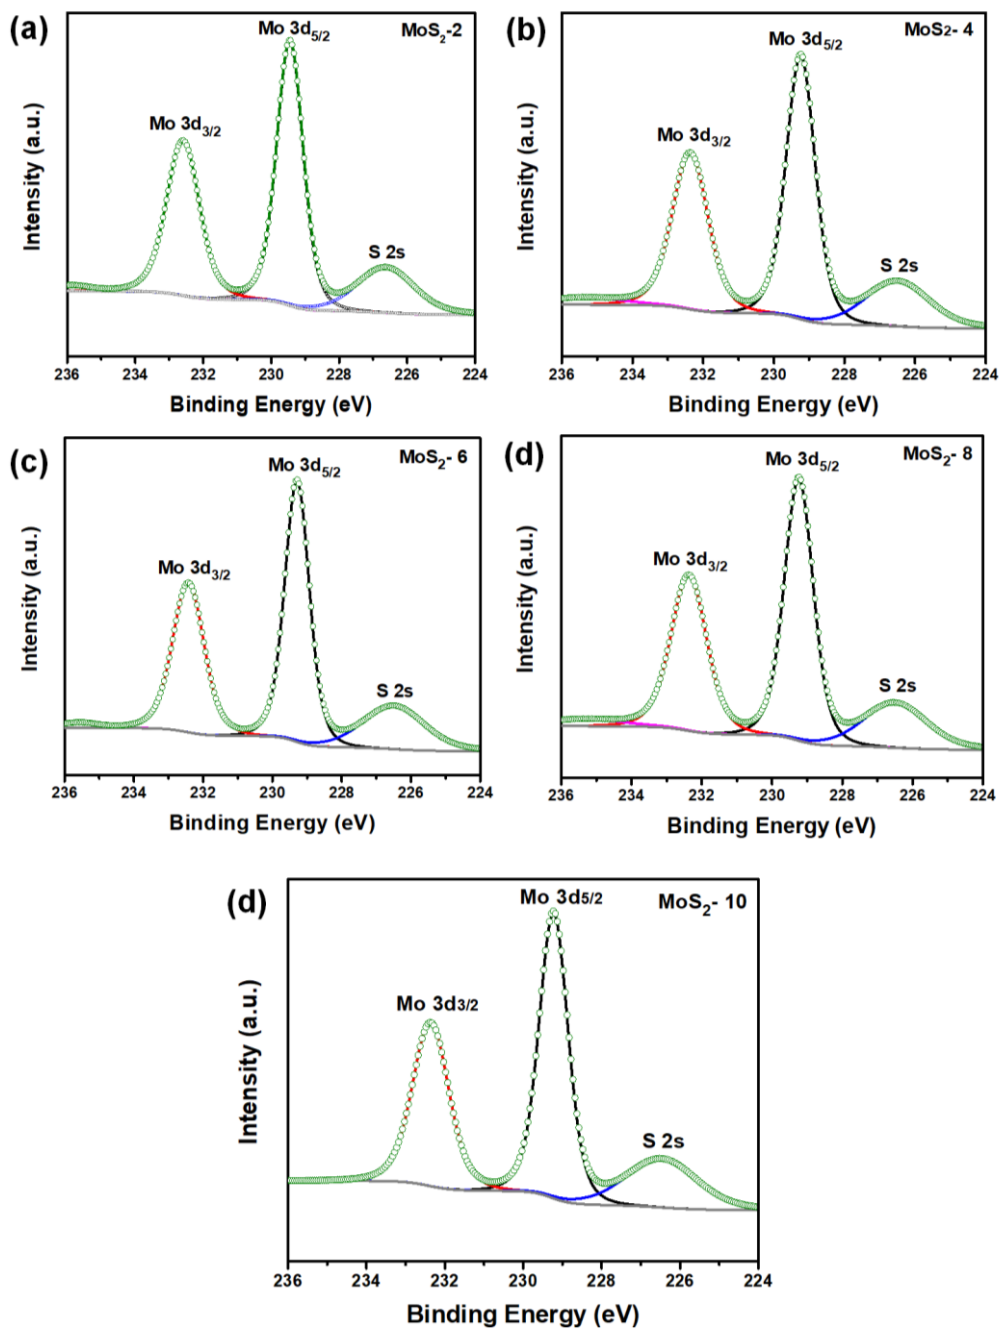 (a)
MoS2-2
Mo 3d5/2
Mo 3d3/2
S 2s
Intensity (a.u.)
236 234 232 230 228 226 224
Binding Energy (eV)
(b)
MoS2- 4
Mo 3d5/2
Mo 3d3/2
S 2s
Intensity (a.u.)
236 234 232 230 228 226 224
Binding Energy (eV)
(c)
MoS2- 6
Mo 3d5/2
Mo 3d3/2
S 2s
Intensity (a.u.)
236 234 232 230 228 226 224
Binding Energy (eV)
(d)
MoS2- 8
Mo 3d5/2
Mo 3d3/2
S 2s
Intensity (a.u.)
236 234 232 230 228 226 224
Binding Energy (eV)
(d)
MoS2- 10
Mo 3d5/2
Mo 3d3/2
S 2s
Intensity (a.u.)
236 234 232 230 228 226 224
Binding Energy (eV)